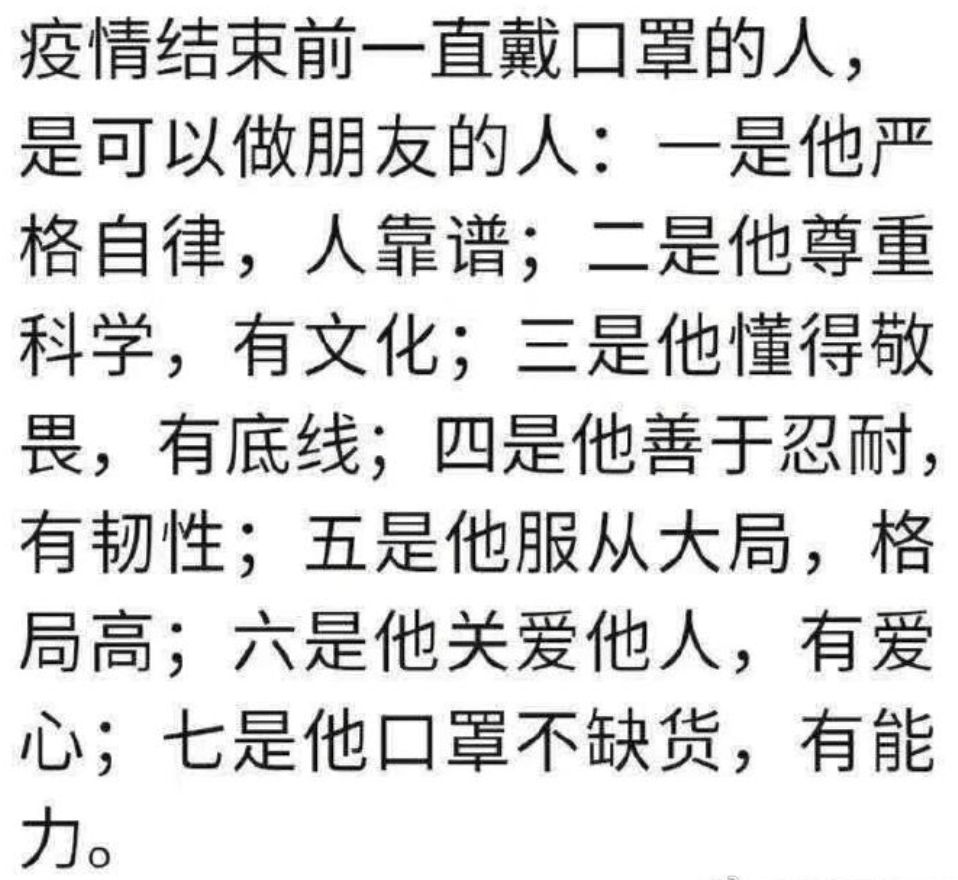 疫情结束前一直戴口罩的人，
是可以做朋友的人：一是他严
格自律，人靠谱；二是他尊重
科学，有文化；三是他懂得敬
畏，有底线；四是他善于忍耐，
有韧性；五是他服从大局，格
局高；六是他关爱他人，有爱
心；七是他口罩不缺货，有能
力。